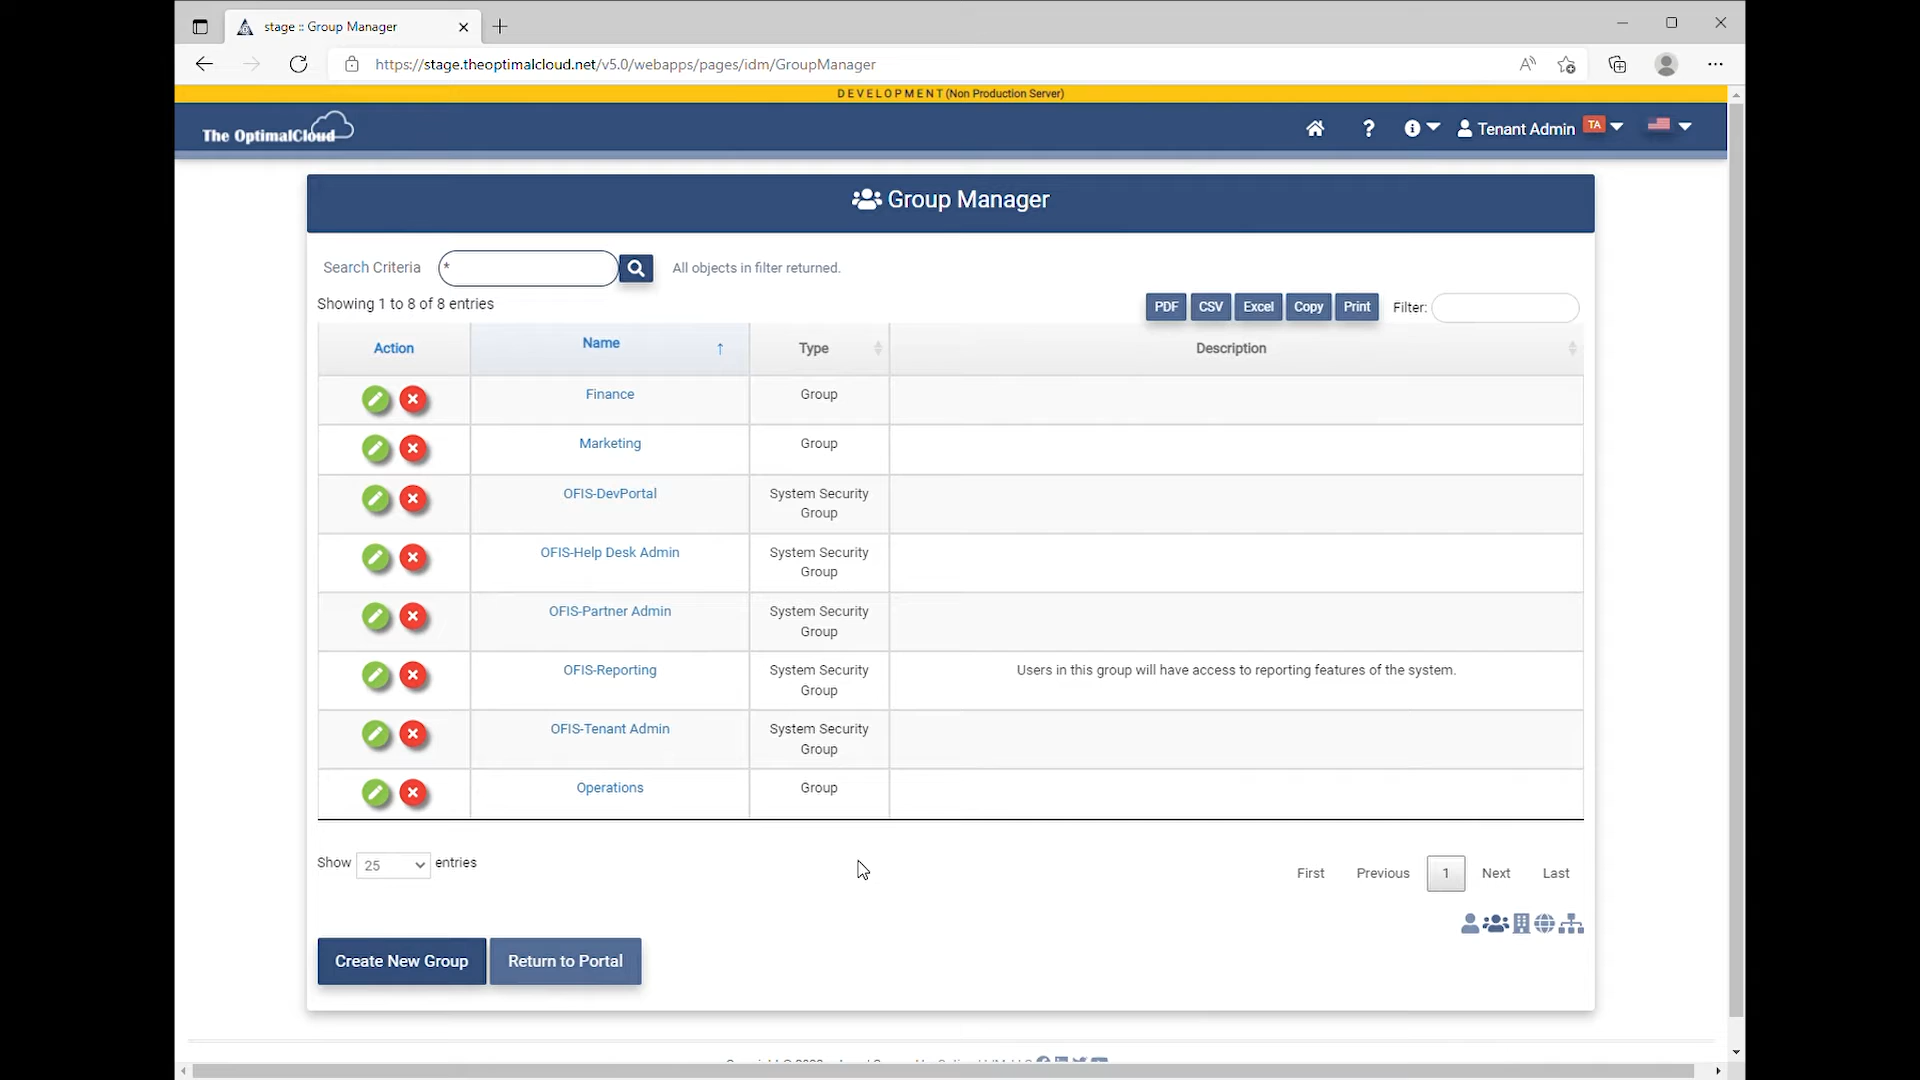 stage :: Group Manager
https://stage.theoptimalcloud.net/v5.0/webapps/pages/idm/GroupManager
DEVELOPMENT (Non Production Server)
The OptimalCloud
Tenant Admin TA
Group Manager
Search Criteria * All objects in filter returned.
Showing 1 to 8 of 8 entries
PDF CSV Excel Copy Print Filter:
Action Name Type Description
Finance Group
Marketing Group
OFIS-DevPortal System Security
Group
OFIS-Help Desk Admin System Security
Group
OFIS-Partner Admin System Security
Group
OFIS-Reporting System Security Users in this group will have access to reporting features of the system.
Group
OFIS-Tenant Admin System Security
Group
Operations Group
Show 25 entries
First Previous 1 Next Last
Create New Group Return to Portal